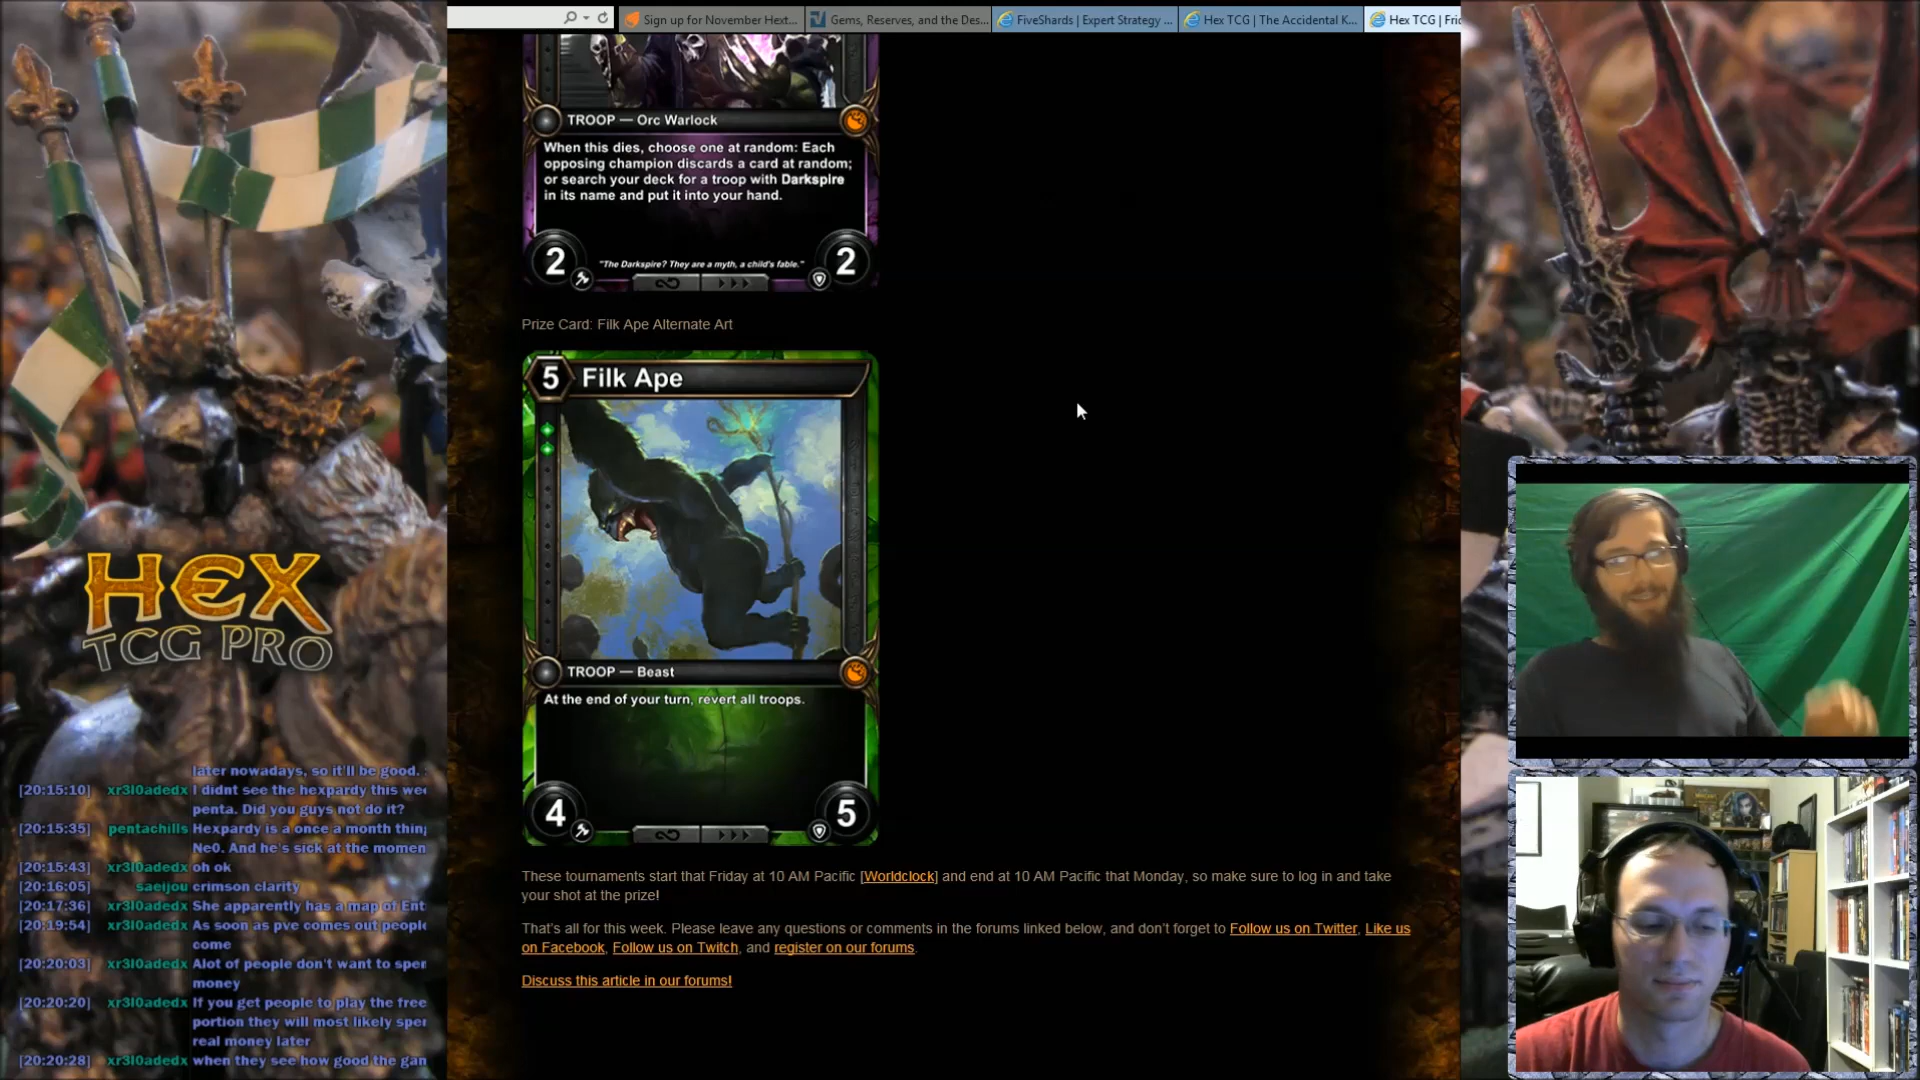 Sign up for November Hext...
Gems, Reserves, and the Des...
FiveShards | Expert Strategy ...
Hex TCG | The Accidental K...
Hex TCG | Fric
TROOP — Orc Warlock
When this dies, choose one at random: Each
opposing champion discards a card at random;
or search your deck for a troop with Darkspire
in its name and put it into your hand.
2
"The Darkspire? They are a myth, a child's fable."
2
Prize Card: Filk Ape Alternate Art
5
Filk Ape
TROOP — Beast
At the end of your turn, revert all troops.
4
5
These tournaments start that Friday at 10 AM Pacific [Worldclock] and end at 10 AM Pacific that Monday, so make sure to log in and take
your shot at the prize!
That's all for this week. Please leave any questions or comments in the forums linked below, and don't forget to Follow us on Twitter, Like us
on Facebook, Follow us on Twitch, and register on our forums.
Discuss this article in our forums!
HEX
TCG PRO
later nowadays, so it'll be good.
[20:15:10] xr3l0adedx I didnt see the hexpardy this wee
penta. Did you guys not do it?
[20:15:35] pentachills Hexpardy is a once a month thing
Ne0. And he's sick at the momen
[20:15:43] xr3l0adedx oh ok
[20:16:05] saeijou crimson clarity
[20:17:36] xr3l0adedx She apparently has a map of Ent
[20:19:54] xr3l0adedx As soon as pve comes out people
come
[20:20:03] xr3l0adedx Alot of people don't want to spen
money
[20:20:20] xr3l0adedx If you get people to play the free
portion they will most likely spen
real money later
[20:20:28] xr3l0adedx when they see how good the gam